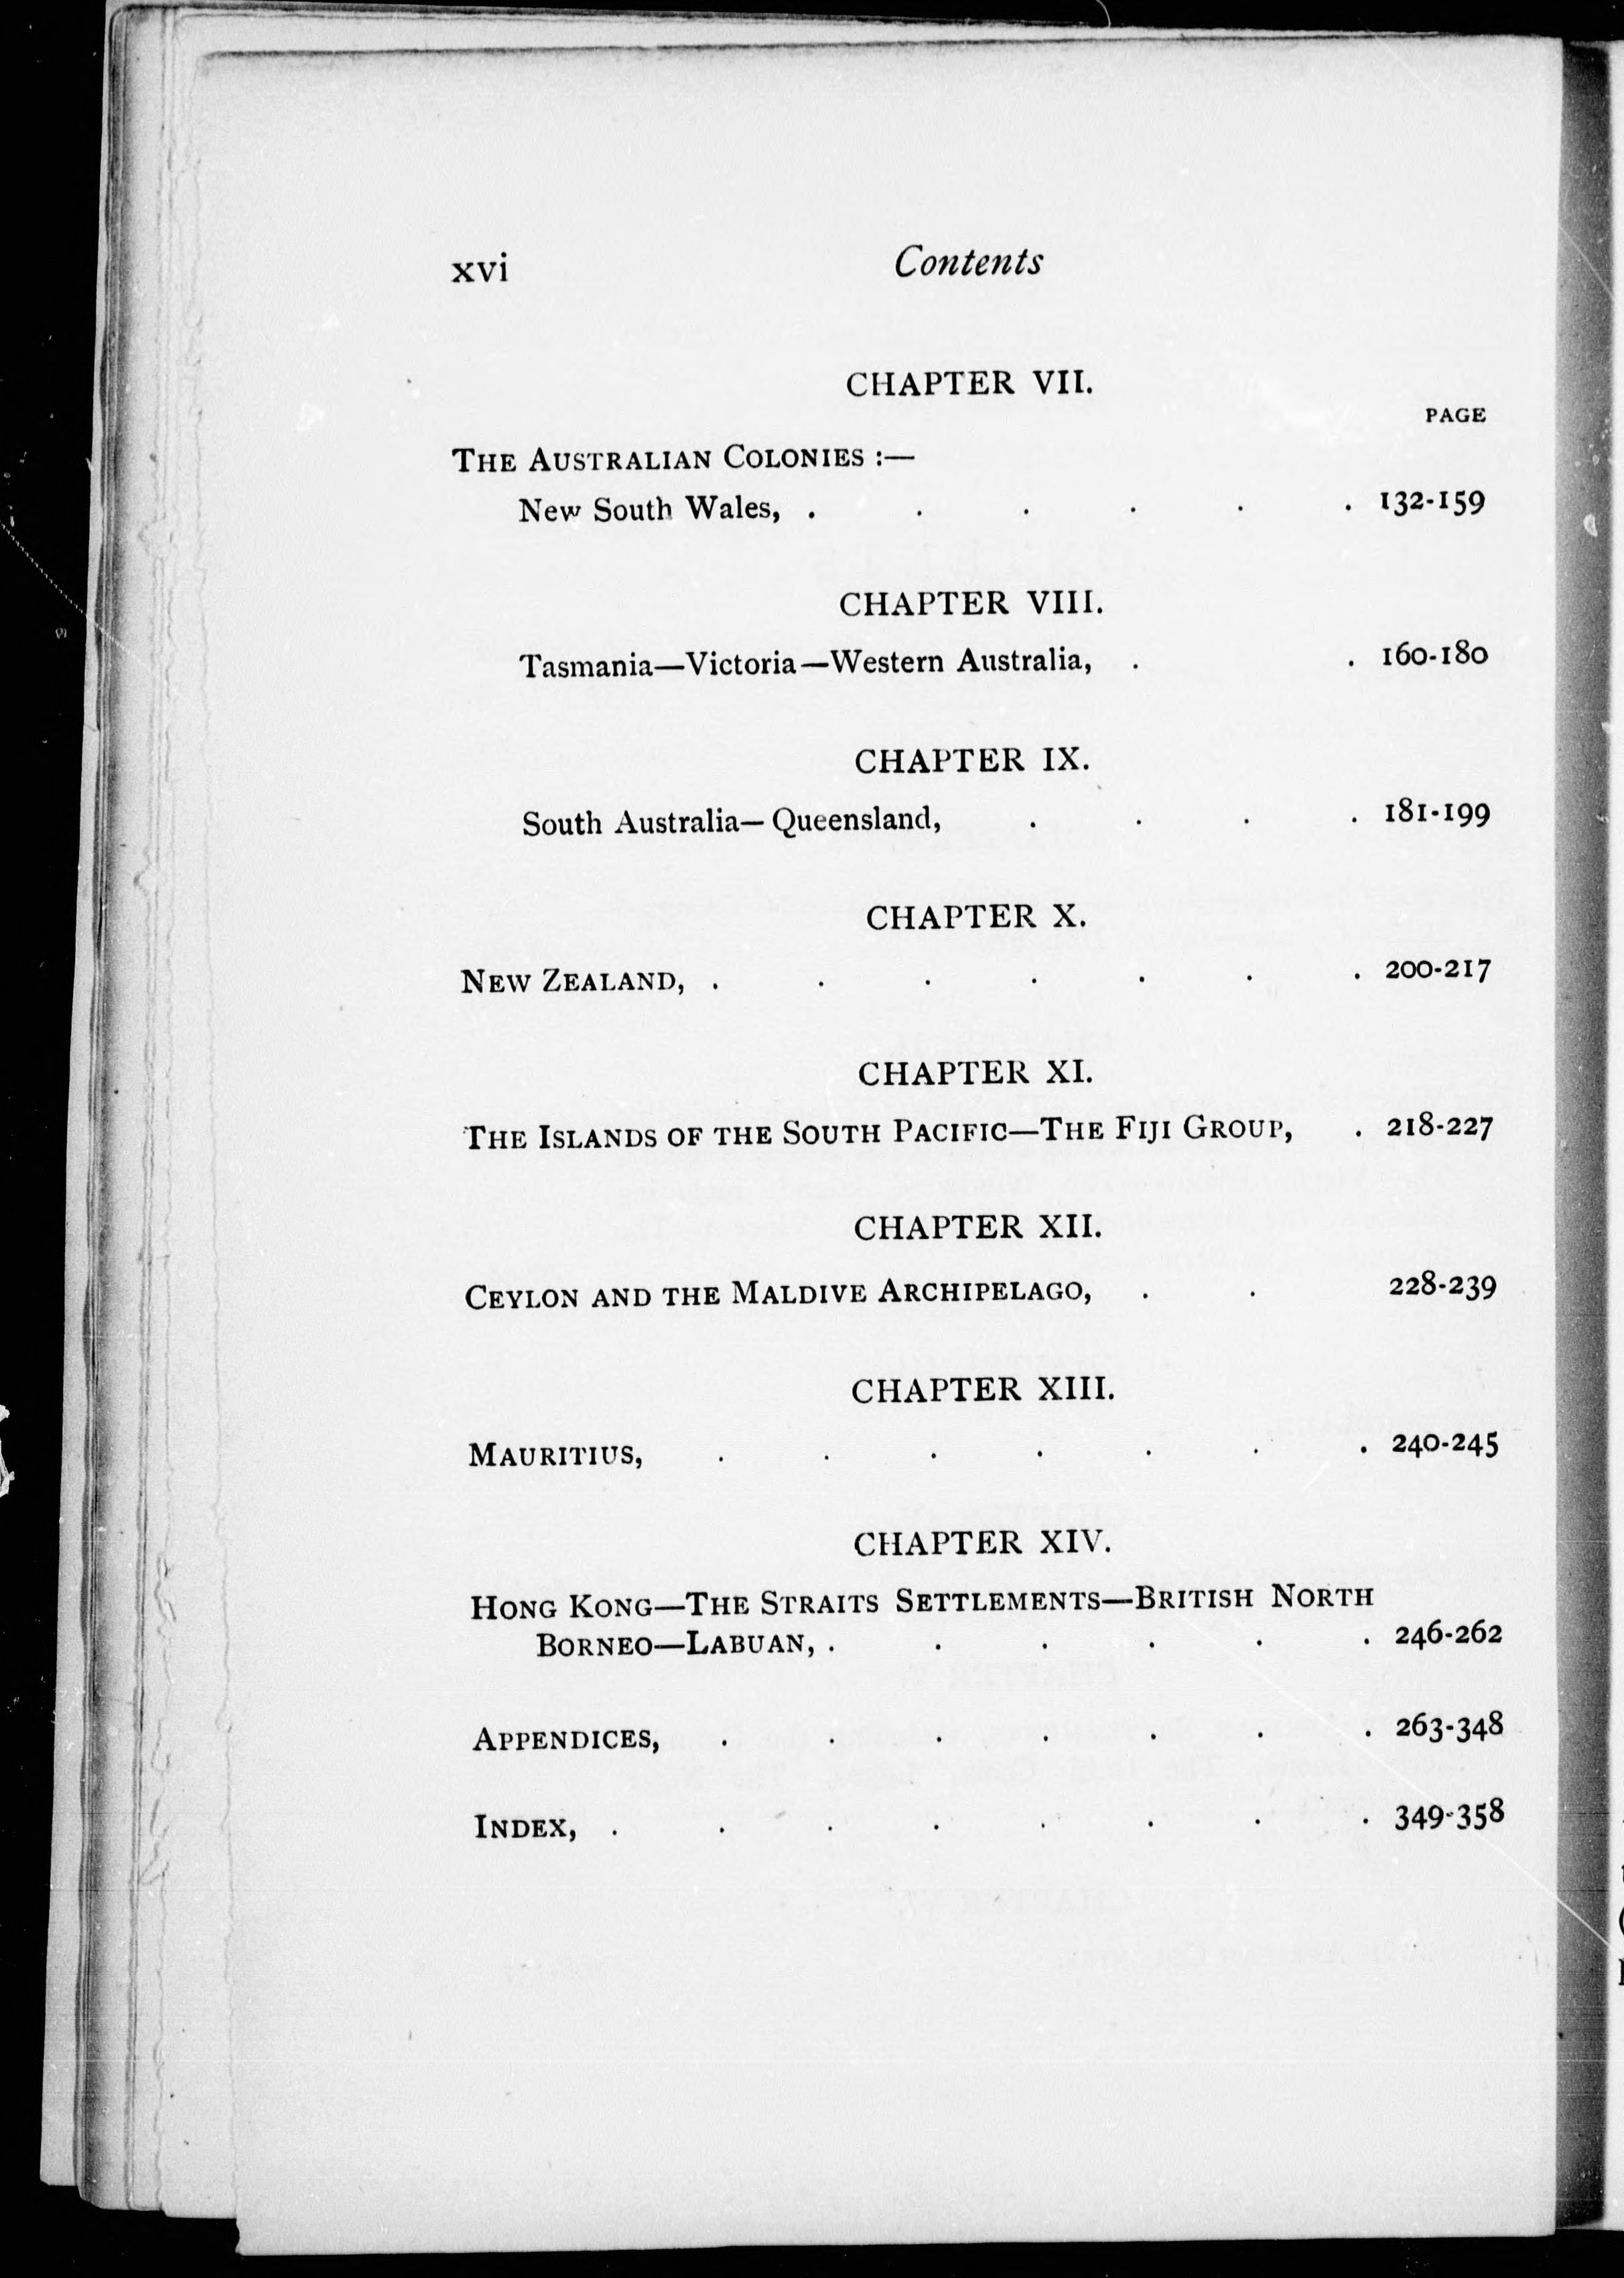 xvi Contents
CHAPTER VII.
PAGE
THE AUSTRALIAN COLONIES :—
New South Wales, . . . . . . 132-159
CHAPTER VIII.
Tasmania—Victoria—Western Australia, . . 160-180
CHAPTER IX.
South Australia—Queensland, . . . . 181-199
CHAPTER X.
NEW ZEALAND, . . . . . . . 200-217
CHAPTER XI.
THE ISLANDS OF THE SOUTH PACIFIC—THE FIJI GROUP, . 218-227
CHAPTER XII.
CEYLON AND THE MALDIVE ARCHIPELAGO, . . 228-239
CHAPTER XIII.
MAURITIUS, . . . . . . . 240-245
CHAPTER XIV.
HONG KONG—THE STRAITS SETTLEMENTS—BRITISH NORTH
BORNEO—LABUAN, . . . . . . 246-262
APPENDICES, . . . . . . . 263-348
INDEX, . . . . . . . . 349-358